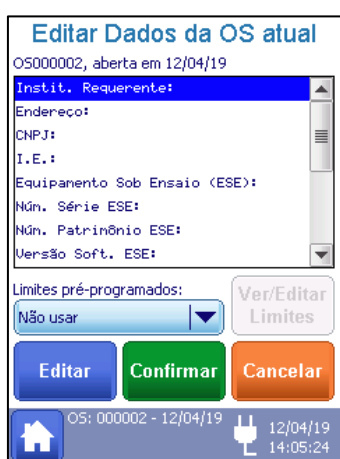 Editar Dados da OS atual
OS000002, aberta em 12/04/19
Instit. Requerente:
Endereço:
CNPJ:
I.E.:
Equipamento Sob Ensaio (ESE):
Núm. Série ESE:
Núm. Patrimônio ESE:
Versão Soft. ESE:
Limites pré-programados:
Não usar
Ver/Editar
Limites
Editar
Confirmar
Cancelar
OS: 000002 - 12/04/19
12/04/19
14:05:24